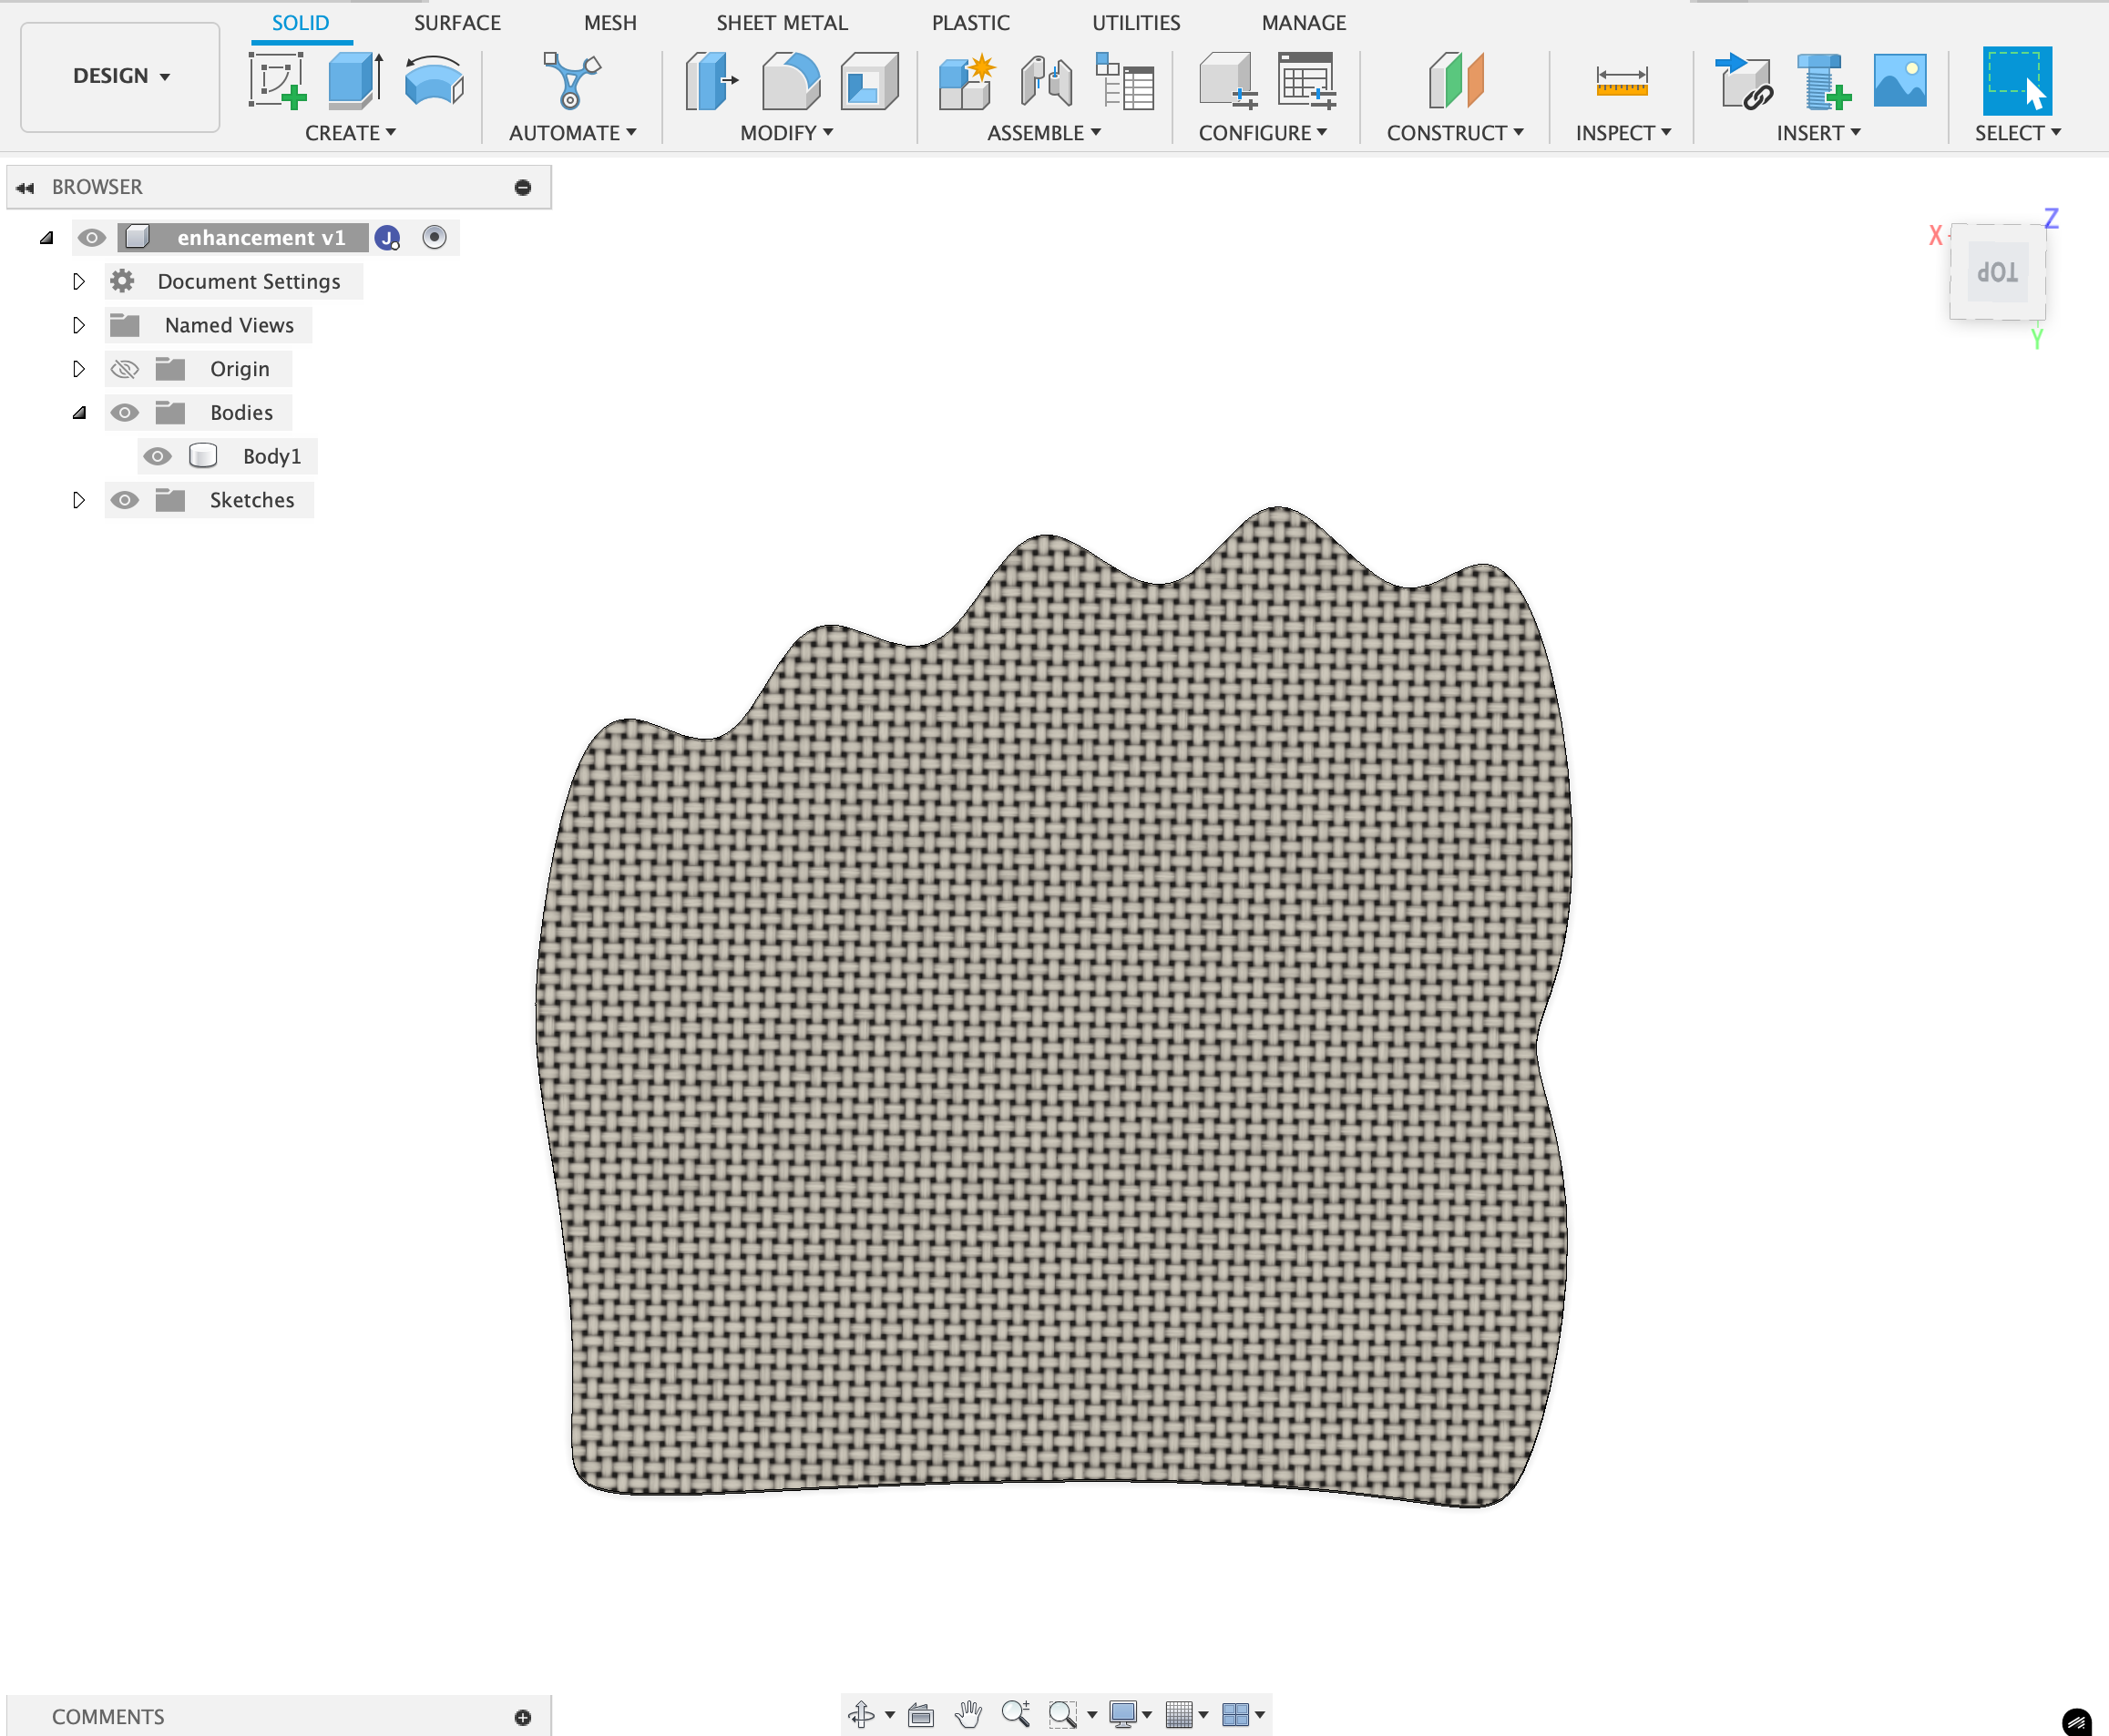 SOLID SURFACE MESH SHEET METAL PLASTIC UTILITIES MANAGE
DESIGN
CREATE AUTOMATE MODIFY ASSEMBLE CONFIGURE CONSTRUCT INSPECT INSERT SELECT
BROWSER
enhancement v1 J
Document Settings
Named Views
Origin
Bodies
Body1
Sketches
Z
X
TOP
Y
COMMENTS